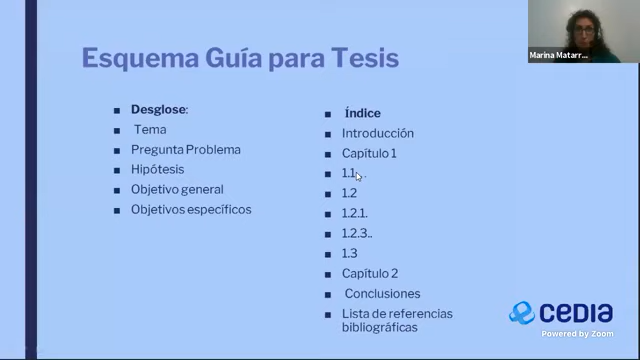 Esquema Guía para Tesis
Desglose:
Tema
Pregunta Problema
Hipótesis
Objetivo general
Objetivos específicos
Índice
Introducción
Capítulo 1
1.1...
1.2
1.2.1.
1.2.3..
1.3
Capítulo 2
Conclusiones
Lista de referencias
bibliográficas
Marina Matarr...
CEDIA
Powered by Zoom